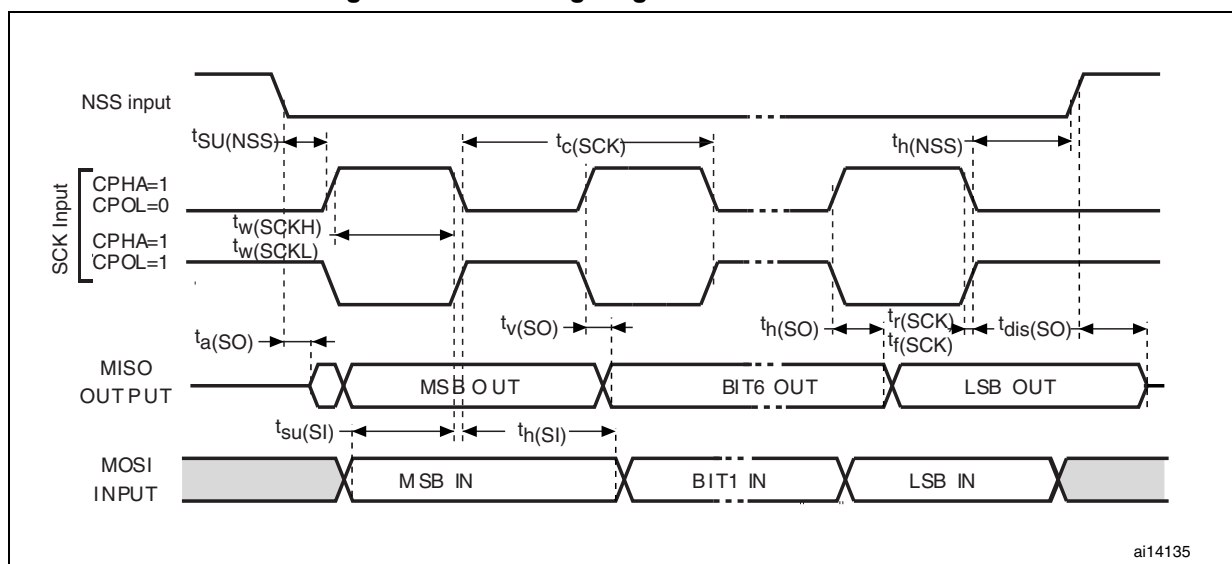 NSS input
tSU(NSS)
tc(SCK)
th(NSS)
SCK Input
CPHA=1
CPOL=0
tw(SCKH)
CPHA=1
tw(SCKL)
CPOL=1
ta(SO)
tv(SO)
th(SO)
tr(SCK)
tf(SCK)
tdis(SO)
MISO
OUTPUT
MSB OUT
BIT6 OUT
LSB OUT
tsu(SI)
th(SI)
MOSI
INPUT
MSB IN
BIT1 IN
LSB IN
ai14135